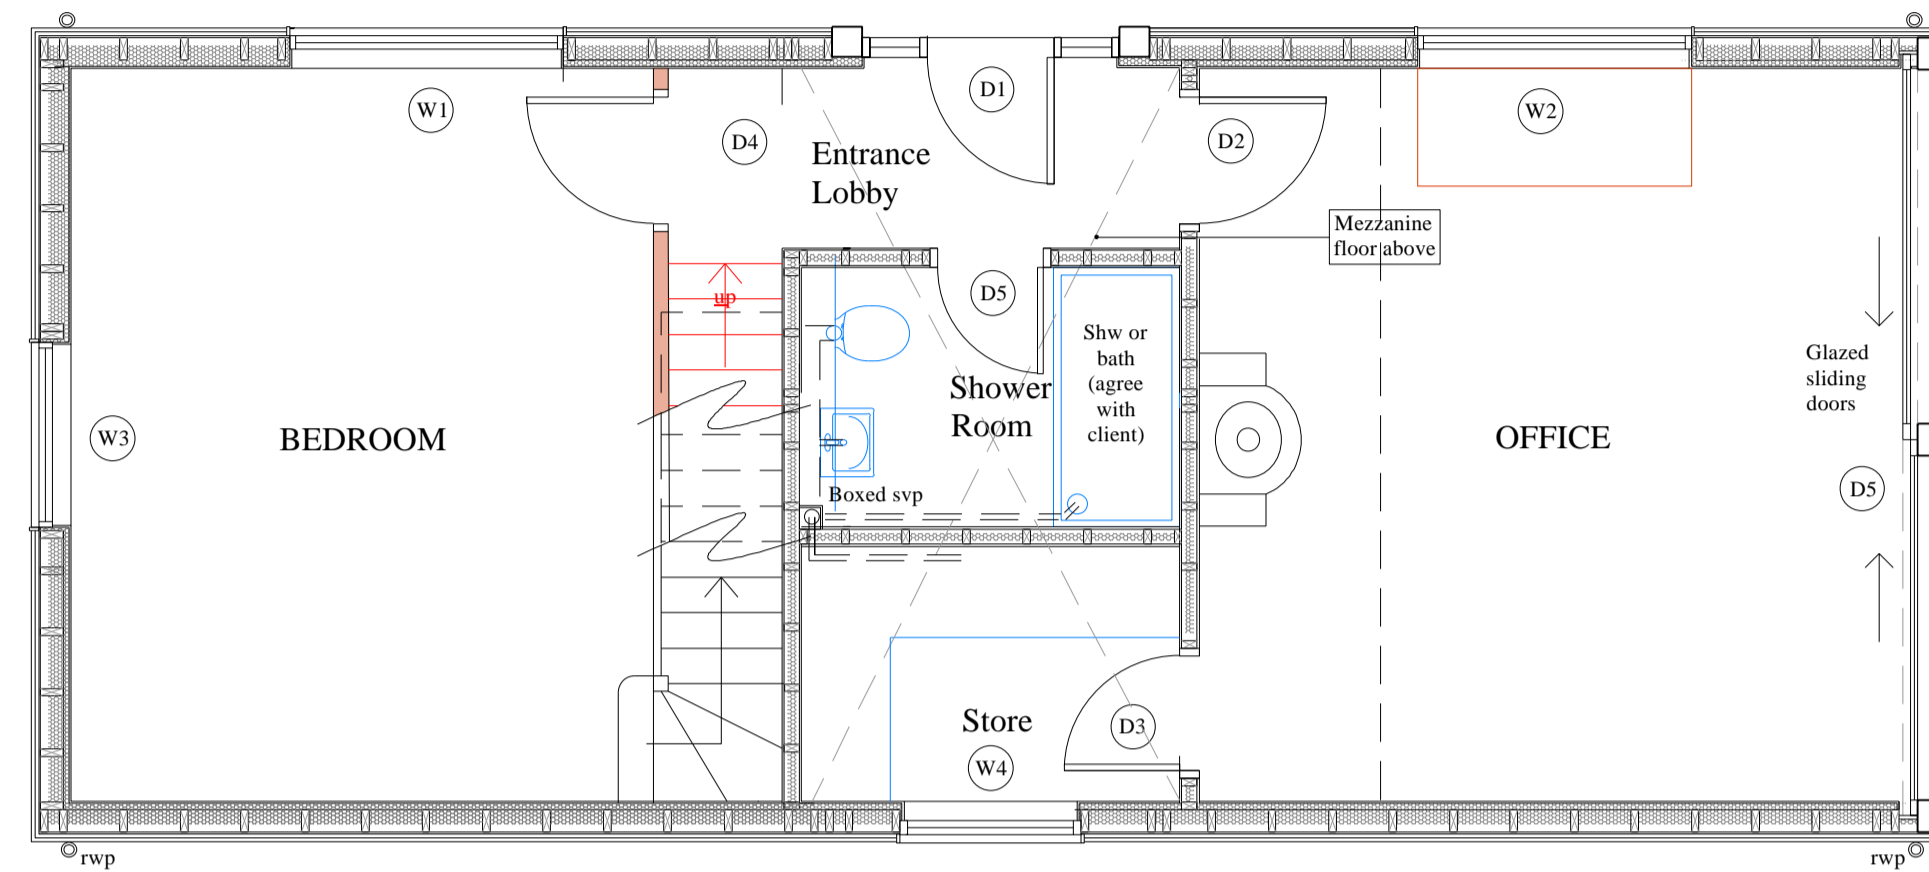 W1
D4
D1
D2
W2
Entrance
Lobby
Mezzanine
floor above
up
D5
Shw or
bath
(agree
with
client)
Glazed
sliding
doors
Shower
Room
W3
BEDROOM
OFFICE
Boxed svp
D5
Store
D3
W4
rwp
rwp